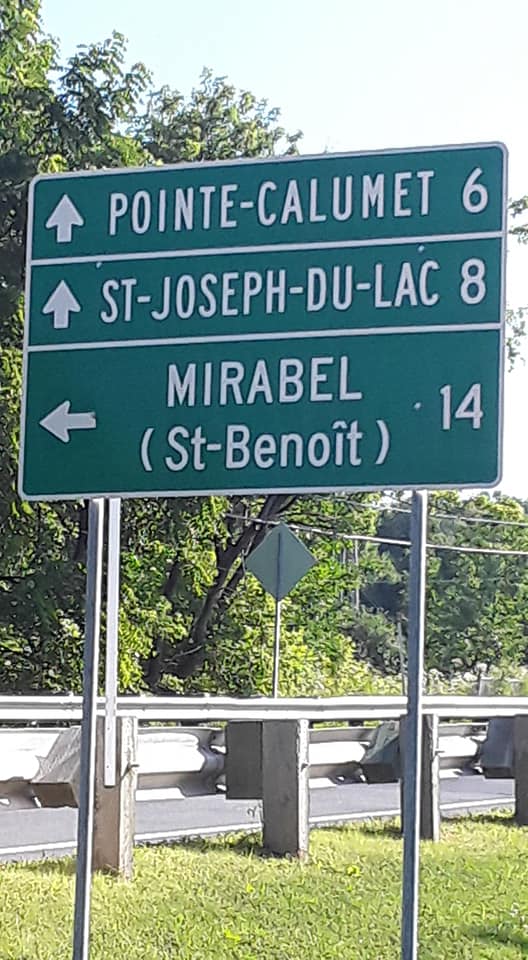 POINTE-CALUMET 6
ST-JOSEPH-DU-LAC 8
MIRABEL 14
(St-Benoît)